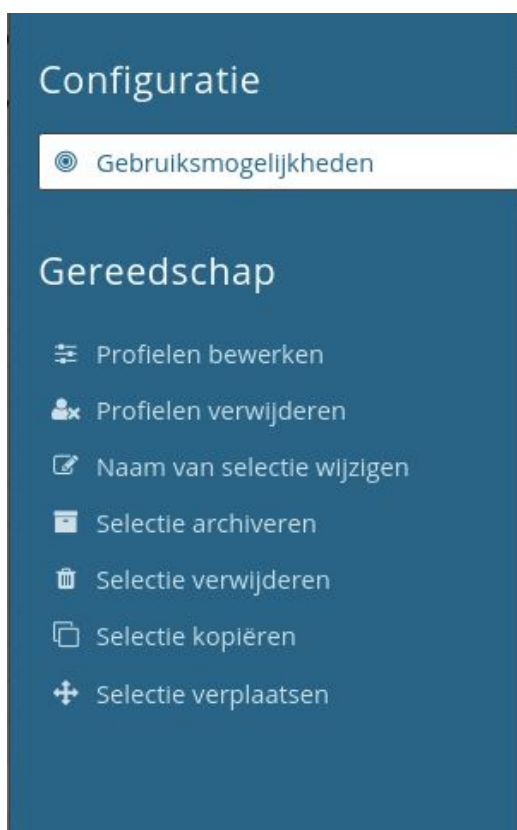 Configuratie
Gebruiksmogelijkheden
Gereedschap
Profielen bewerken
Profielen verwijderen
Naam van selectie wijzigen
Selectie archiveren
Selectie verwijderen
Selectie kopiëren
Selectie verplaatsen